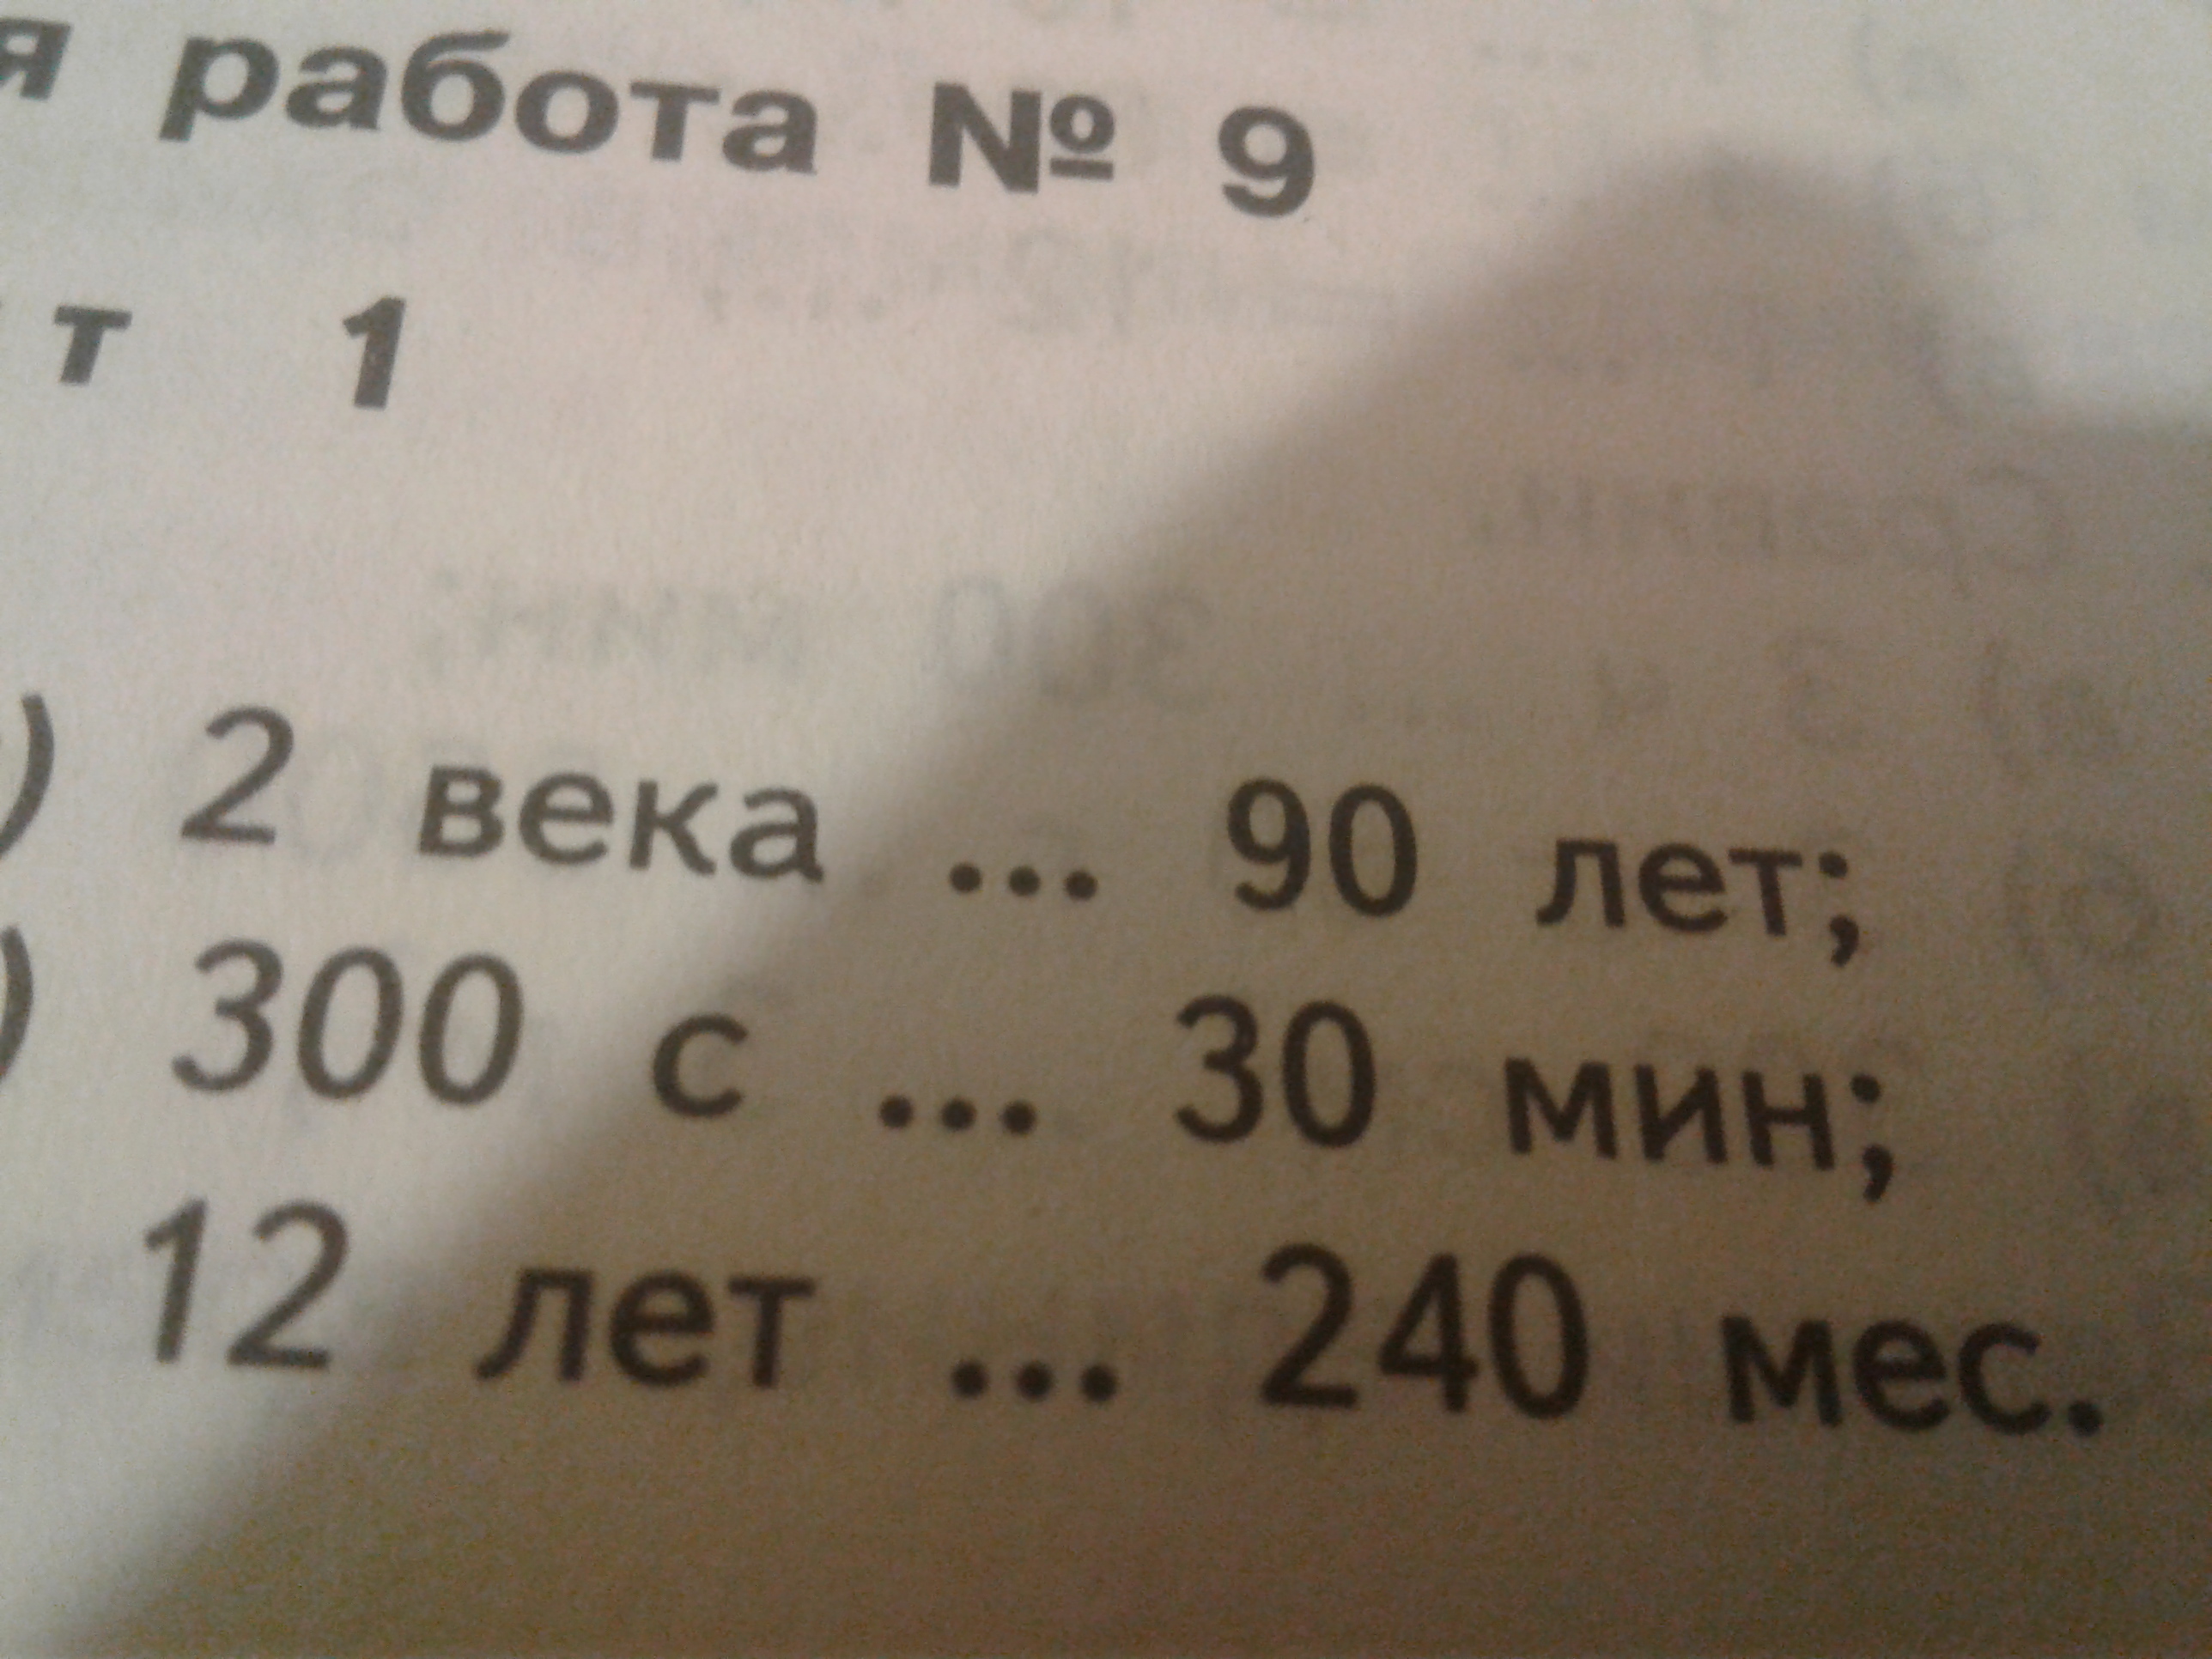 я работа № 9
т 1
) 2 века ... 90 лет;
) 300 с ... 30 мин;
12 лет ... 240 мес.